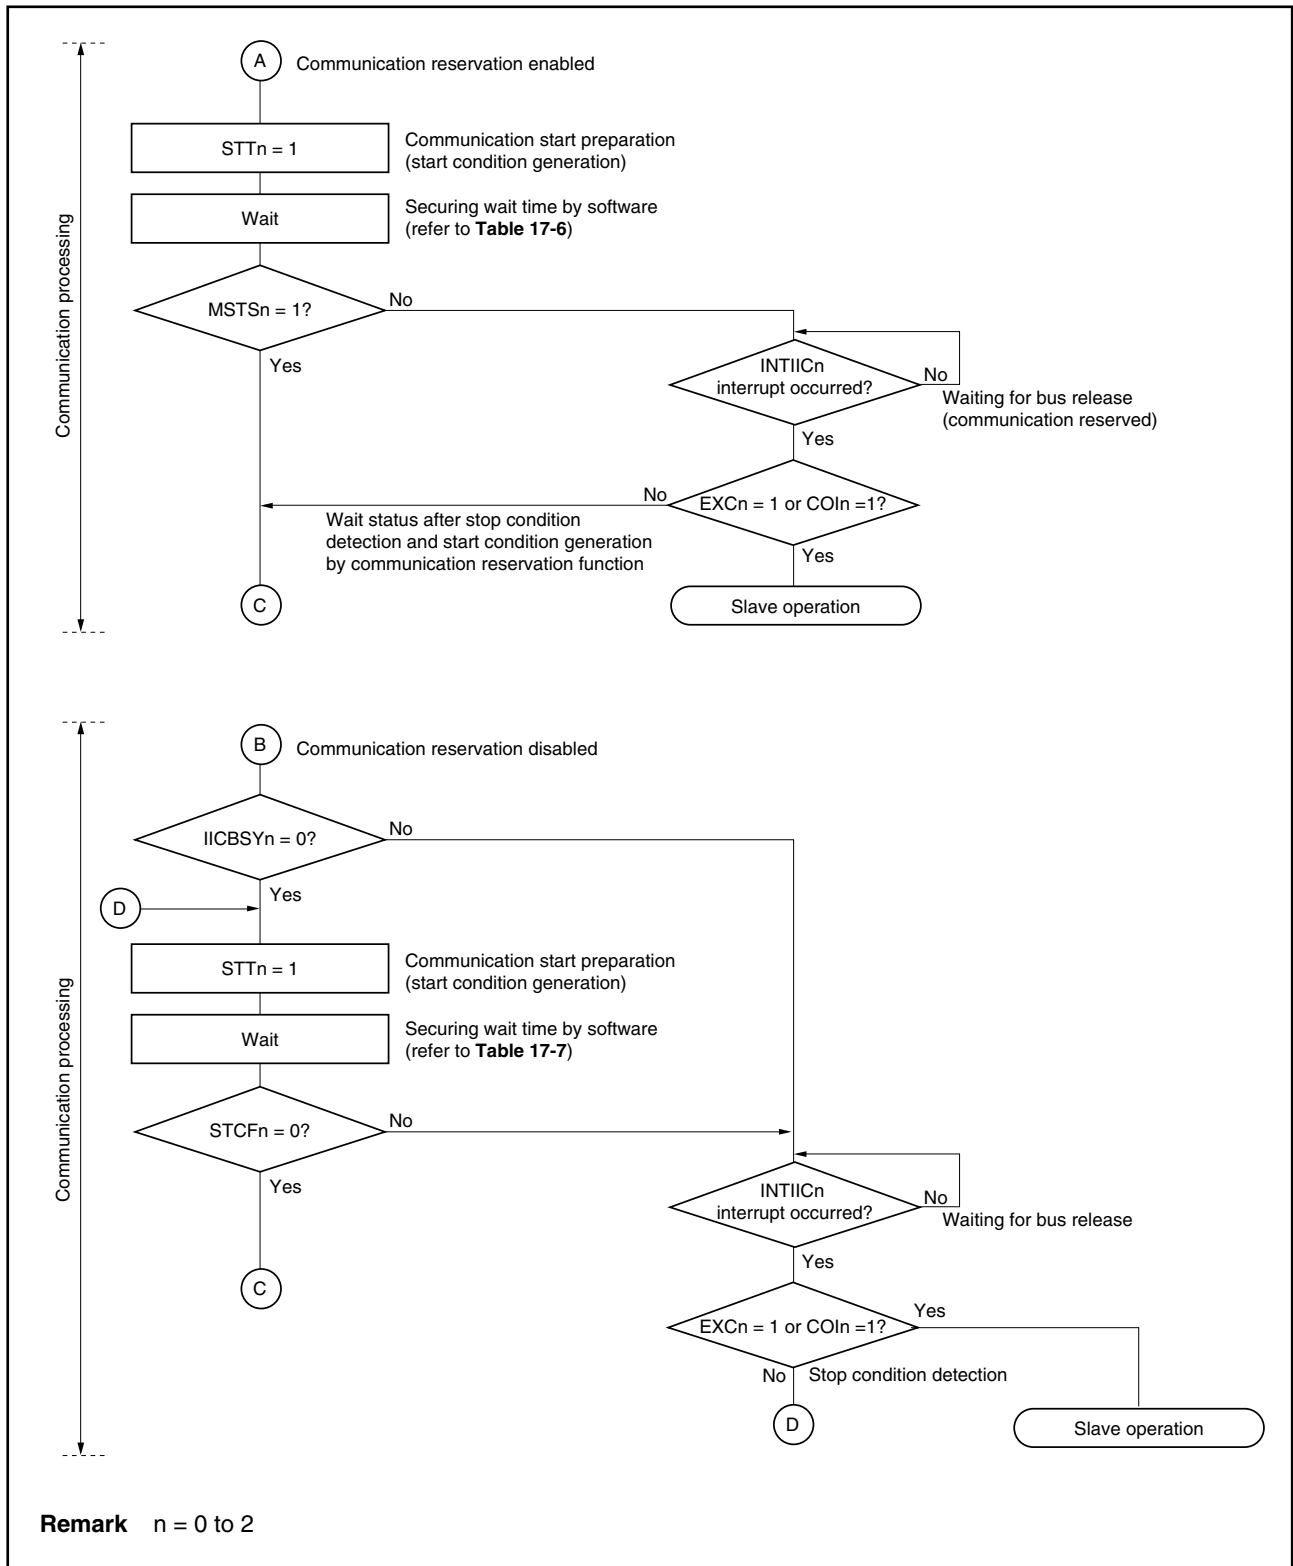 A Communication reservation enabled
STTn = 1
Communication start preparation
(start condition generation)
Wait
Securing wait time by software
(refer to Table 17-6)
MSTSn = 1?
No
Yes
INTIICn
interrupt occurred?
No
Waiting for bus release
(communication reserved)
Yes
EXCn = 1 or COIn =1?
No
Wait status after stop condition
detection and start condition generation
by communication reservation function
Yes
C
Slave operation
Communication processing
B Communication reservation disabled
IICBSYn = 0?
No
Yes
D
STTn = 1
Communication start preparation
(start condition generation)
Wait
Securing wait time by software
(refer to Table 17-7)
STCFn = 0?
No
Yes
INTIICn
interrupt occurred?
No
Waiting for bus release
Yes
C
EXCn = 1 or COIn =1?
Yes
No
Stop condition detection
D
Slave operation
Communication processing
Remark n = 0 to 2